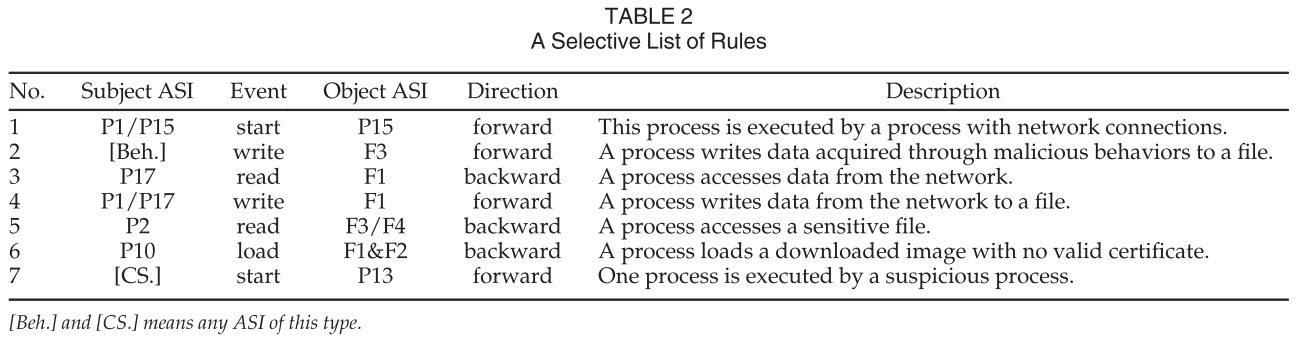 TABLE 2
A Selective List of Rules
No. Subject ASI Event Object ASI Direction Description
1 P1/P15 start P15 forward This process is executed by a process with network connections.
2 [Beh.] write F3 forward A process writes data acquired through malicious behaviors to a file.
3 P17 read F1 backward A process accesses data from the network.
4 P1/P17 write F1 forward A process writes data from the network to a file.
5 P2 read F3/F4 backward A process accesses a sensitive file.
6 P10 load F1&F2 backward A process loads a downloaded image with no valid certificate.
7 [CS.] start P13 forward One process is executed by a suspicious process.
[Beh.] and [CS.] means any ASI of this type.